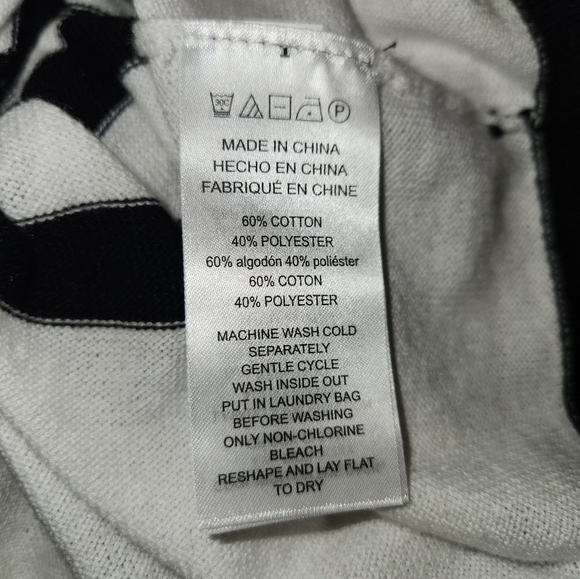 30C
P
MADE IN CHINA
HECHO EN CHINA
FABRIQUÉ EN CHINE
60% COTTON
40% POLYESTER
60% algodón 40% poliéster
60% COTON
40% POLYESTER
MACHINE WASH COLD
SEPARATELY
GENTLE CYCLE
WASH INSIDE OUT
PUT IN LAUNDRY BAG
BEFORE WASHING
ONLY NON-CHLORINE
BLEACH
RESHAPE AND LAY FLAT
TO DRY